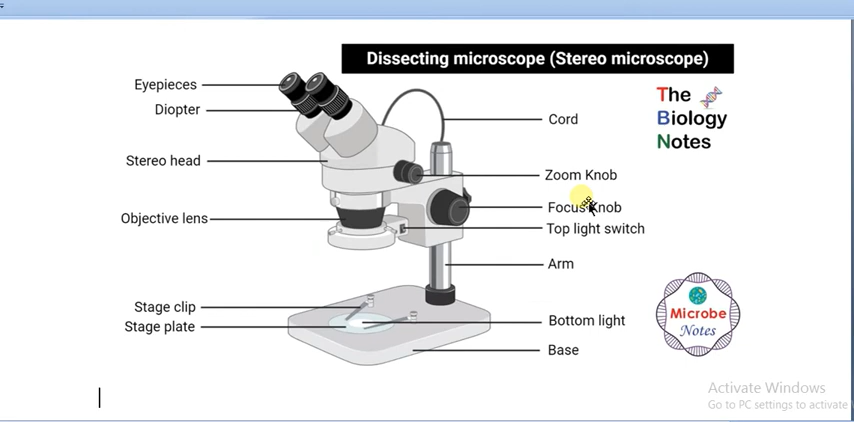 Dissecting microscope (Stereo microscope)
Eyepieces
Diopter
Stereo head
Objective lens
Stage clip
Stage plate
Cord
Zoom Knob
Focus Knob
Top light switch
Arm
Bottom light
Base
The
Biology
Notes
Microbe
Notes
Activate Windows
Go to PC settings to activate